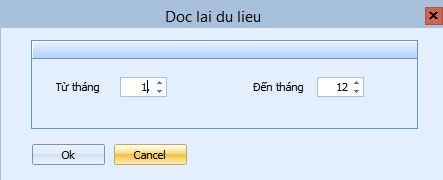 Doc lai du lieu
Từ tháng 1 Đến tháng 12
Ok Cancel